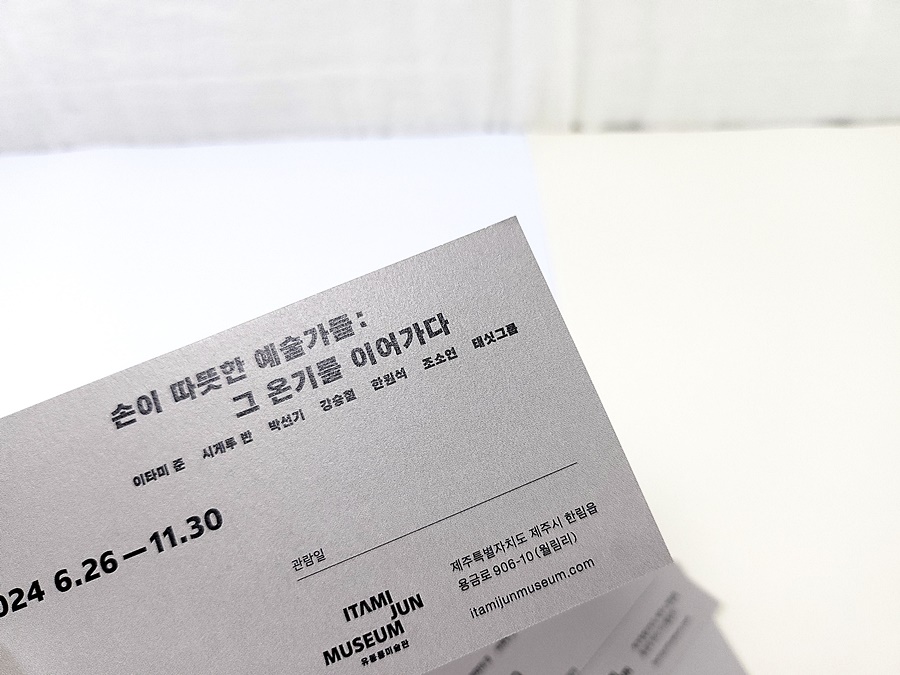 손이 따뜻한 예술가들:
그 온기를 이어가다
이타미 준 시게루 반 박선기 강승철 한원석 조소연 태싯그룹
2024 6.26—11.30
관람일
제주특별자치도 제주시 한림읍
용금로 906-10 (월림리)
itamijunmuseum.com
ITAMI
JUN
MUSEUM
유동룡미술관